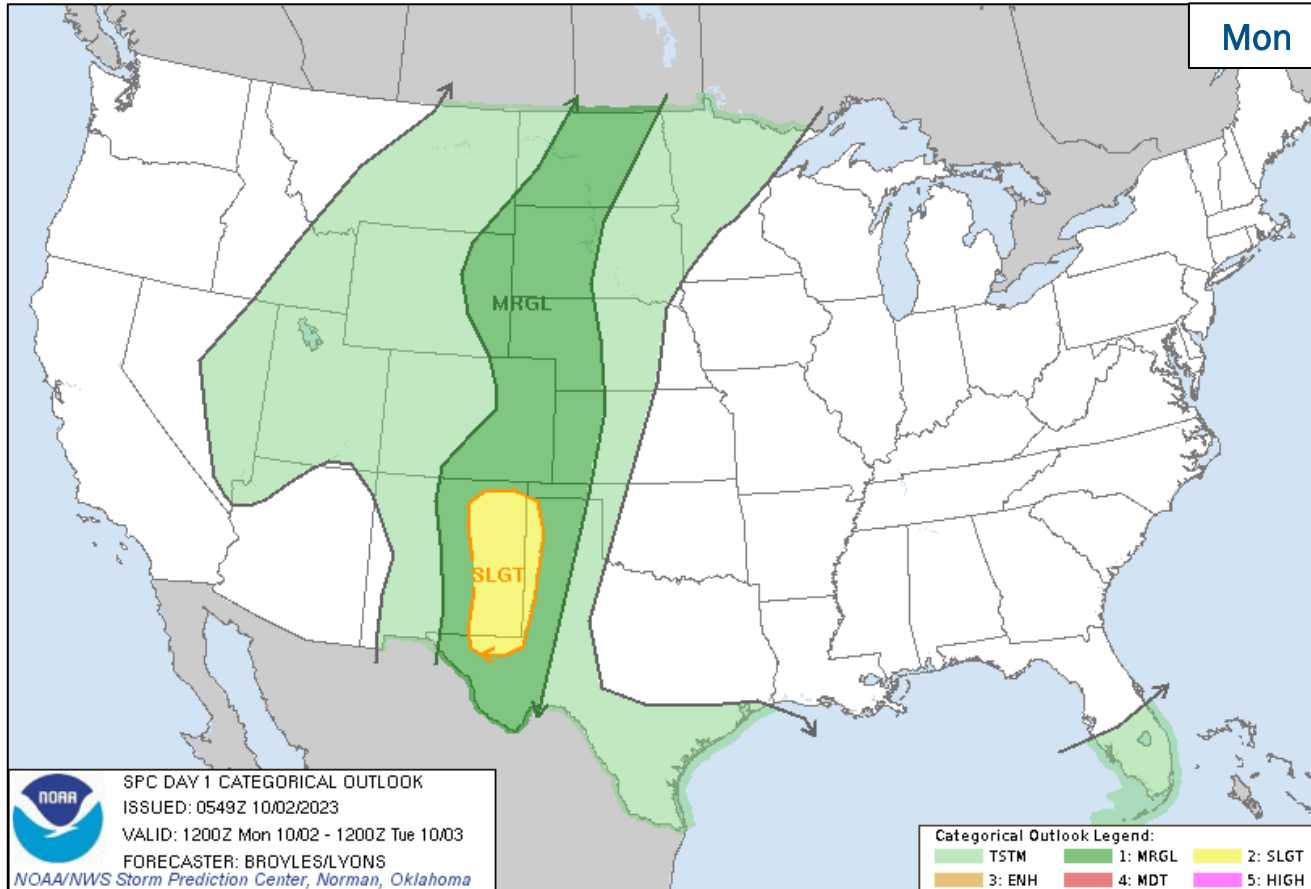 Mon
MRGL
SLGT
NOAA
SPC DAY 1 CATEGORICAL OUTLOOK
ISSUED: 0549Z 10/02/2023
VALID: 1200Z Mon 10/02 - 1200Z Tue 10/03
FORECASTER: BROYLES/LYONS
NOAA/NWS Storm Prediction Center, Norman, Oklahoma
Categorical Outlook Legend:
TSTM 1: MRGL 2: SLGT
3: ENH 4: MDT 5: HIGH